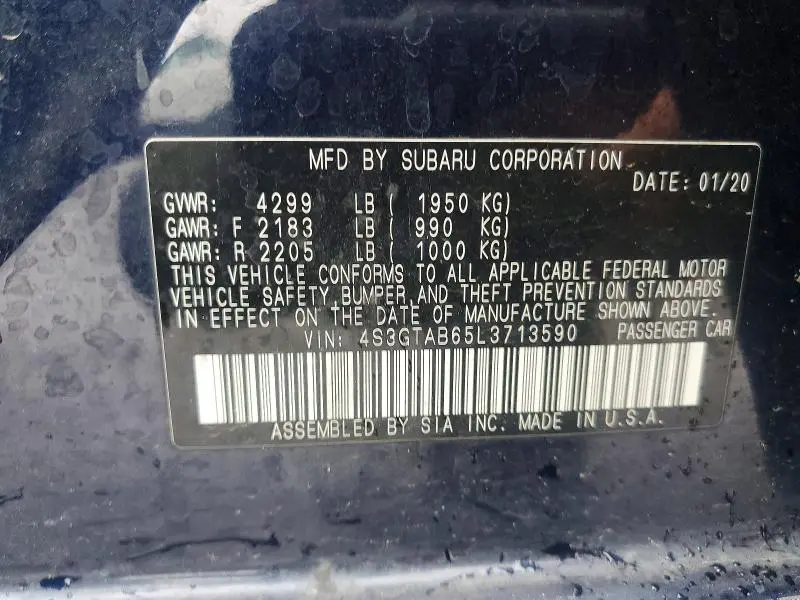 MFD BY SUBARU CORPORATION
DATE: 01/20
GVWR: 4299 LB ( 1950 KG)
GAWR: F 2183 LB ( 990 KG)
GAWR: R 2205 LB ( 1000 KG)
THIS VEHICLE CONFORMS TO ALL APPLICABLE FEDERAL MOTOR
VEHICLE SAFETY, BUMPER, AND THEFT PREVENTION STANDARDS
IN EFFECT ON THE DATE OF MANUFACTURE SHOWN ABOVE.
VIN: 4S3GTAB65L3713590 PASSENGER CAR
ASSEMBLED BY SIA INC. MADE IN U.S.A.